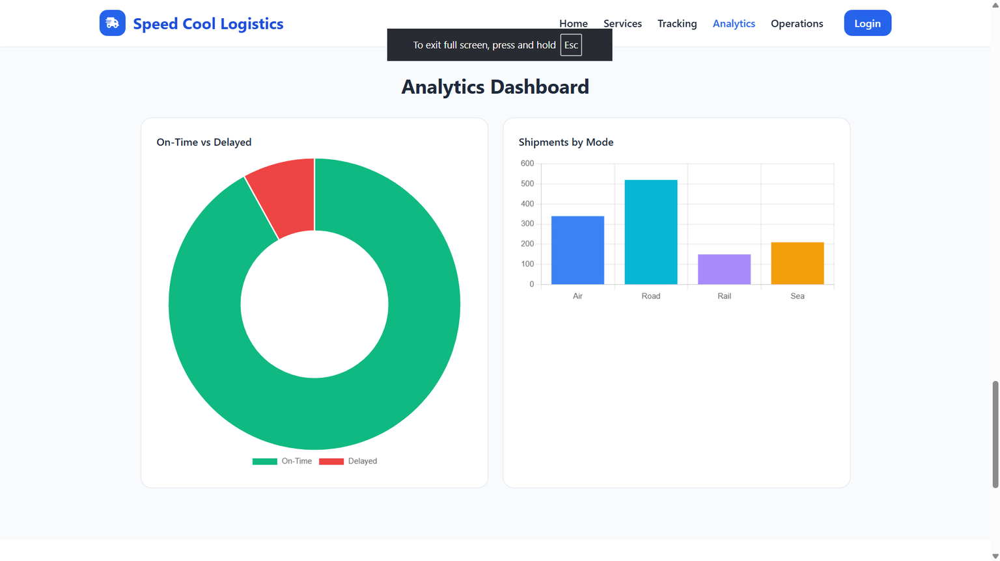 Speed Cool Logistics
Home Services Tracking Analytics Operations Login
To exit full screen, press and hold Esc
Analytics Dashboard
On-Time vs Delayed
On-Time Delayed
Shipments by Mode
600
500
400
300
200
100
0
Air Road Rail Sea